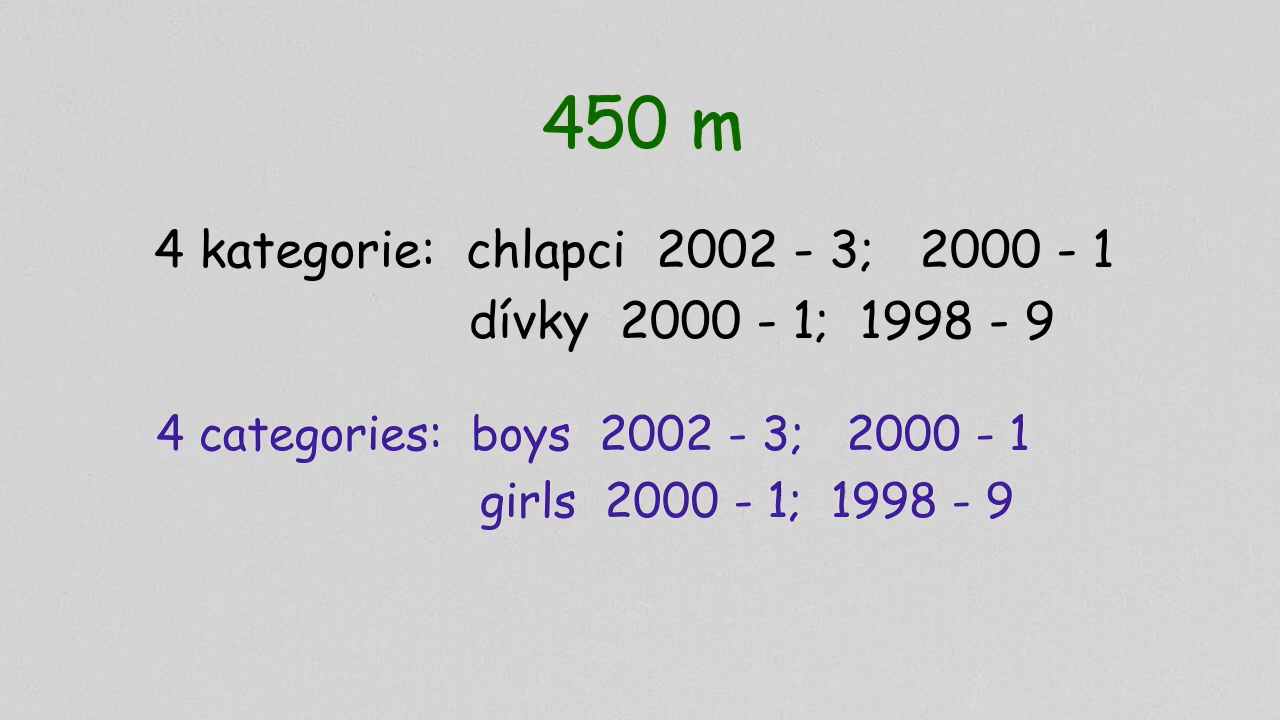 450 m
4 kategorie: chlapci 2002 - 3; 2000 - 1
dívky 2000 - 1; 1998 - 9
4 categories: boys 2002 - 3; 2000 - 1
girls 2000 - 1; 1998 - 9